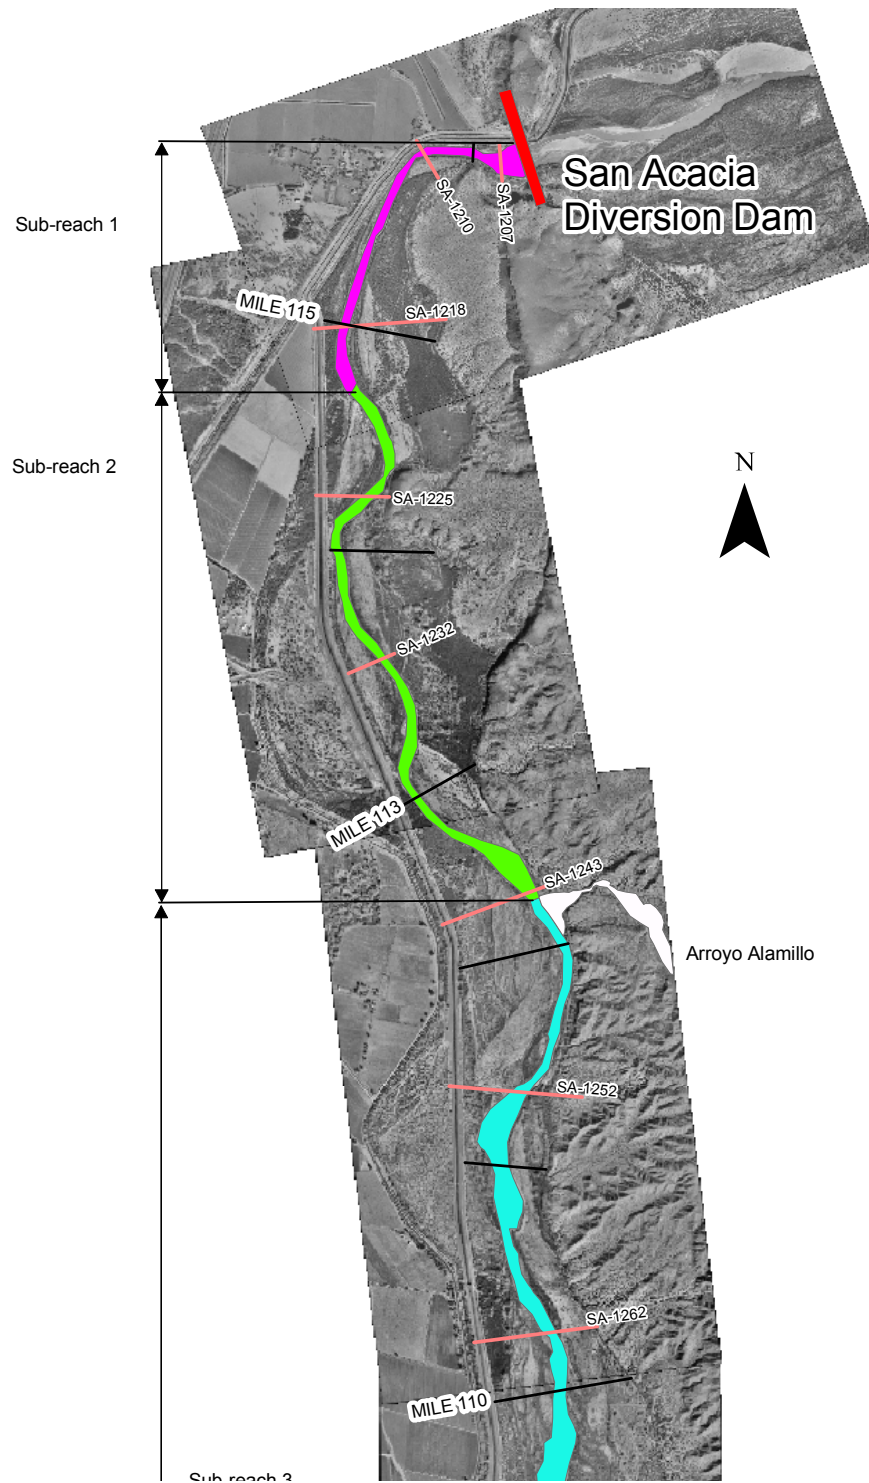 San Acacia
Diversion Dam
SA-1210
SA-1207
Sub-reach 1
MILE 115
SA-1218
Sub-reach 2
N
SA-1225
SA-1232
MILE 113
SA-1243
Arroyo Alamillo
SA-1252
SA-1262
MILE 110
Sub-reach 3